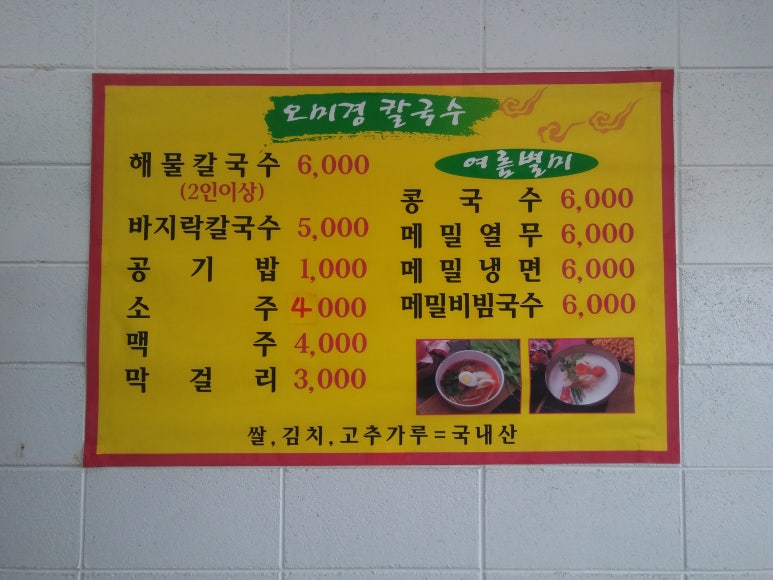 오미경 칼국수
해물칼국수 6,000
(2인이상)
바지락칼국수 5,000
공기밥 1,000
소주 4000
맥주 4,000
막걸리 3,000
여름별미
콩국수 6,000
메밀열무 6,000
메밀냉면 6,000
메밀비빔국수 6,000
쌀, 김치, 고추가루=국내산